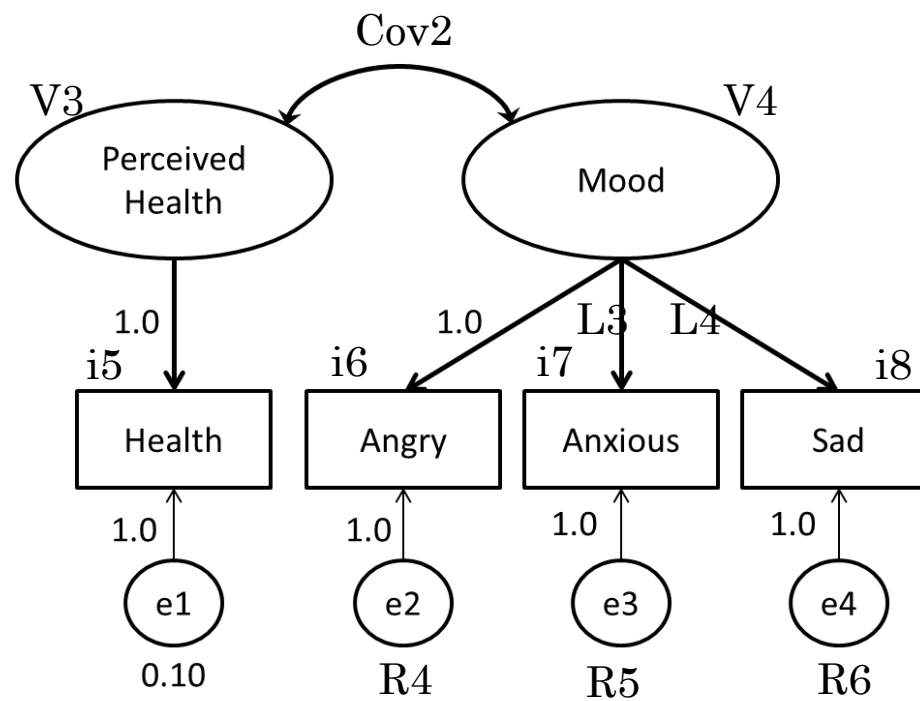 Cov2
V3
V4
Perceived
Health
Mood
1.0
1.0
L3
L4
i5
i6
i7
i8
Health
Angry
Anxious
Sad
1.0
1.0
1.0
1.0
e1
e2
e3
e4
0.10
R4
R5
R6